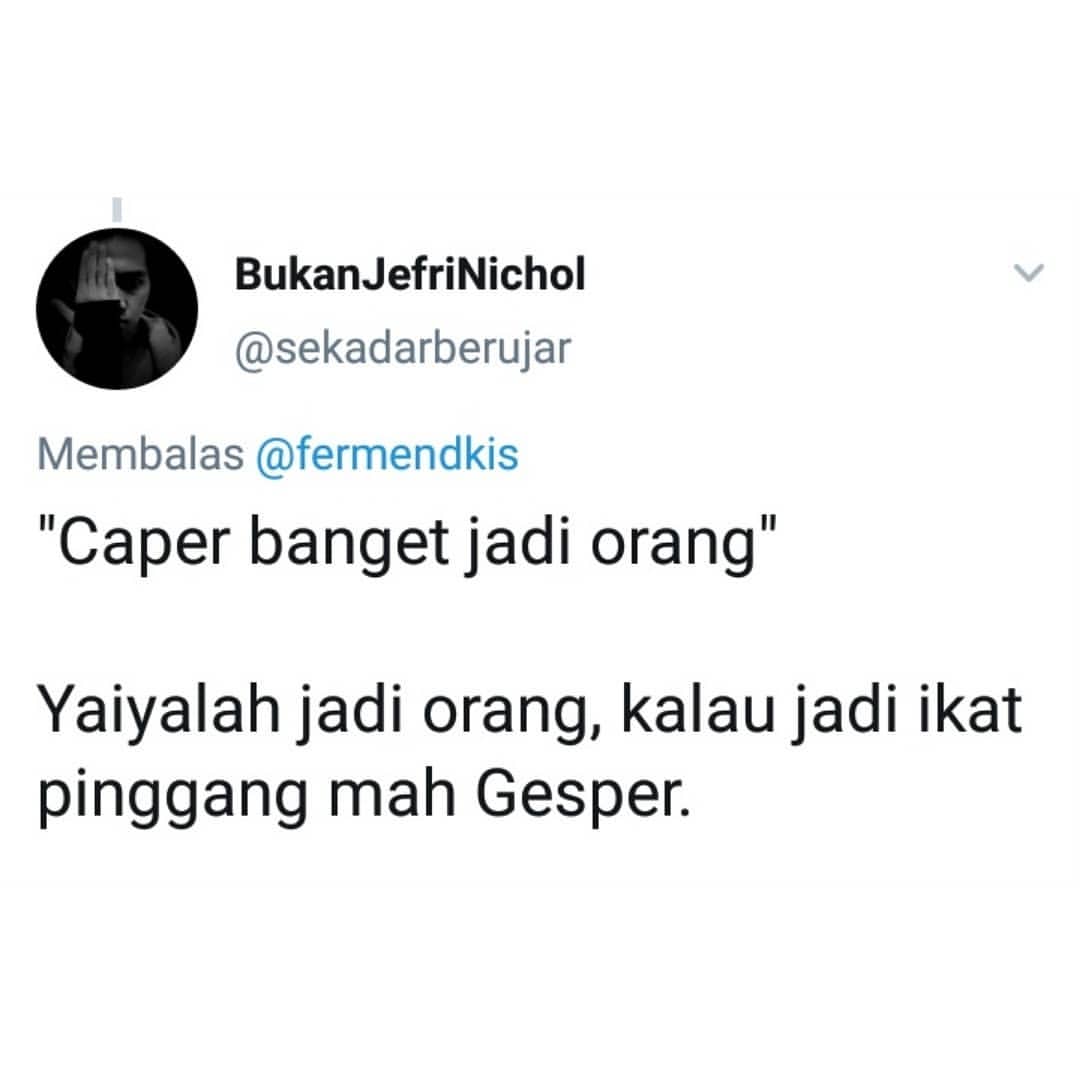 BukanJefriNichol
@sekadarberujar
Membalas @fermendkis
"Caper banget jadi orang"
Yaiyalah jadi orang, kalau jadi ikat
pinggang mah Gesper.